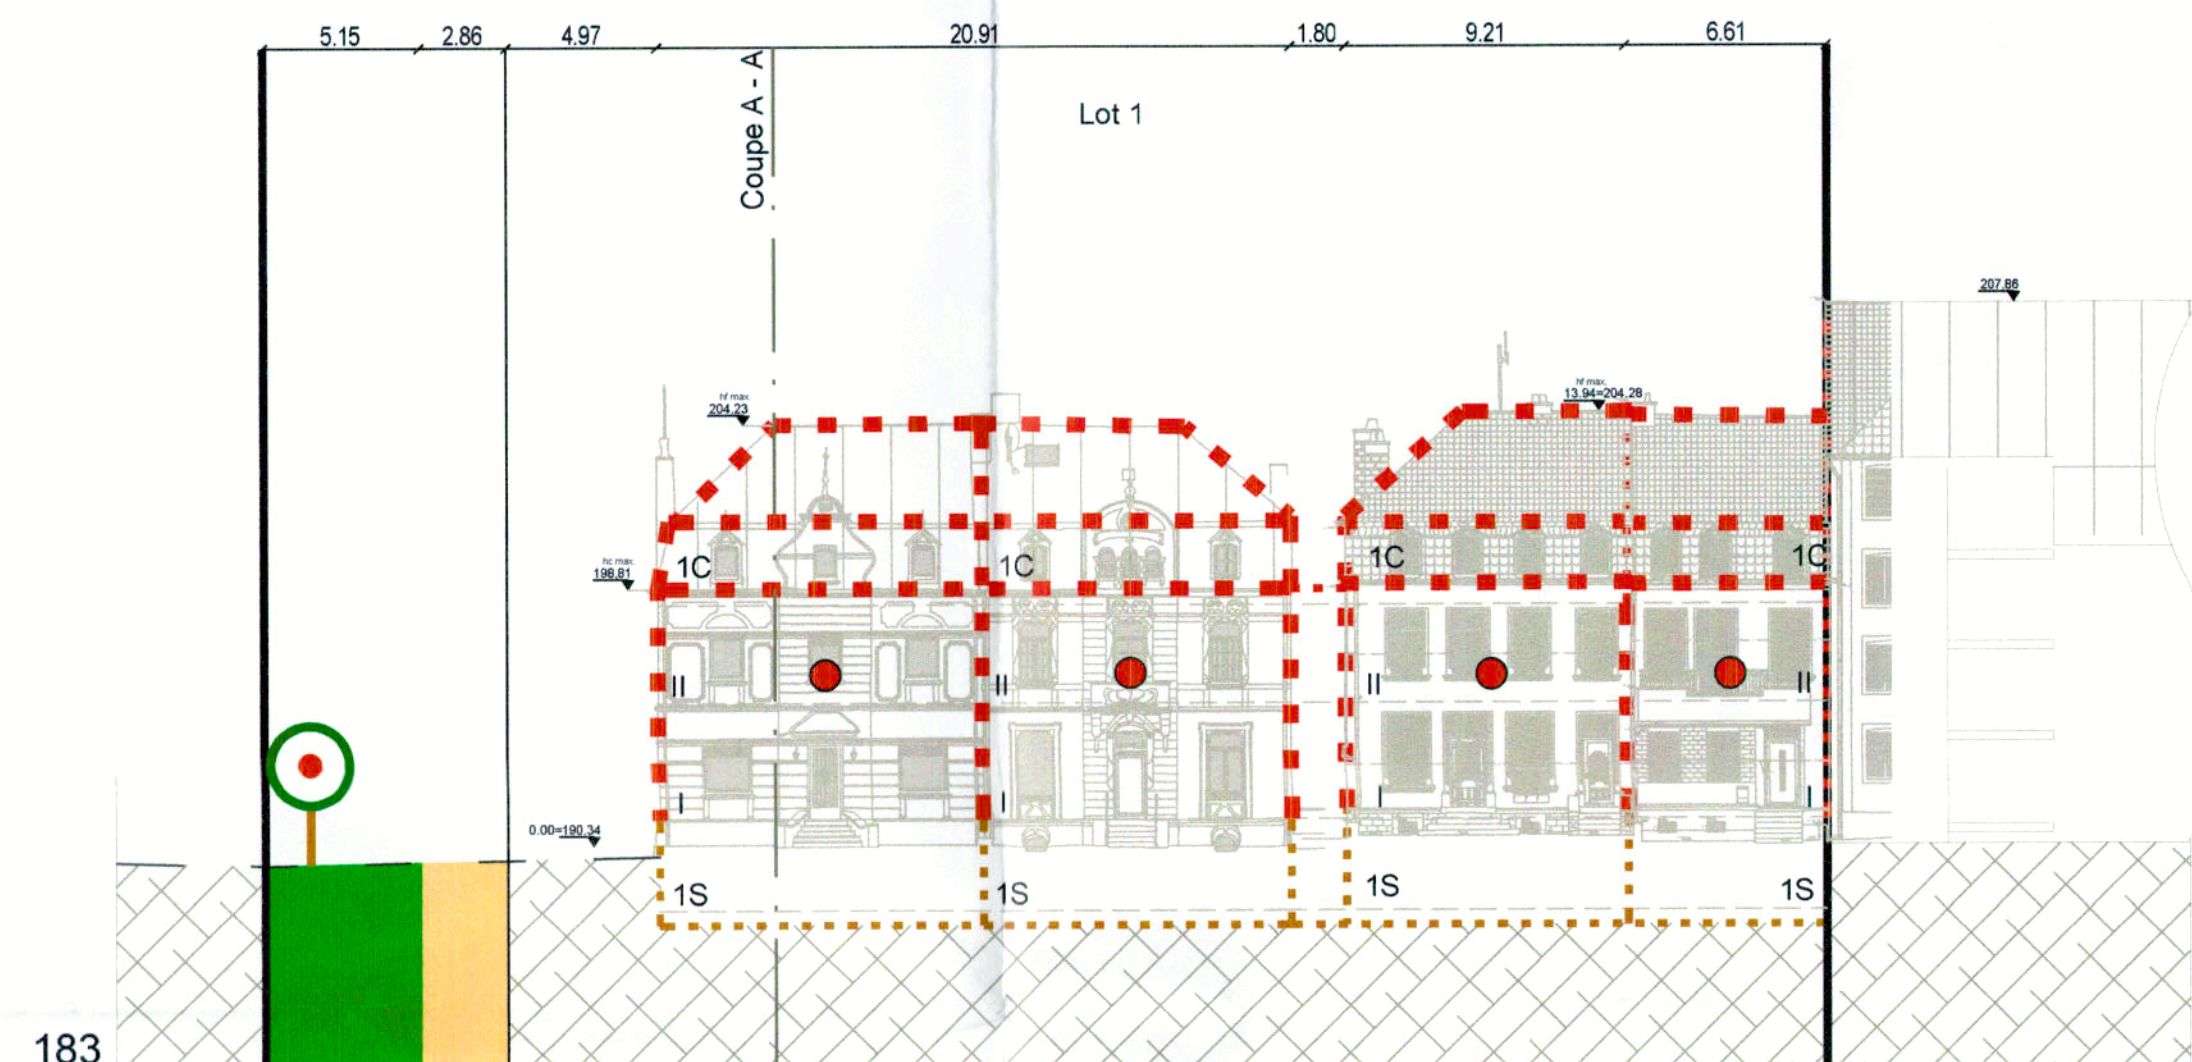 5.15 2.86 4.97 20.91 1.80 9.21 6.61
Coupe A - A
Lot 1
207.86
hf max.
204.23
hf max.
13.94=204.28
hc max.
198.81
1C 1C 1C 1C
II II II II
I I I I
0.00=190.34
1S 1S 1S 1S
183